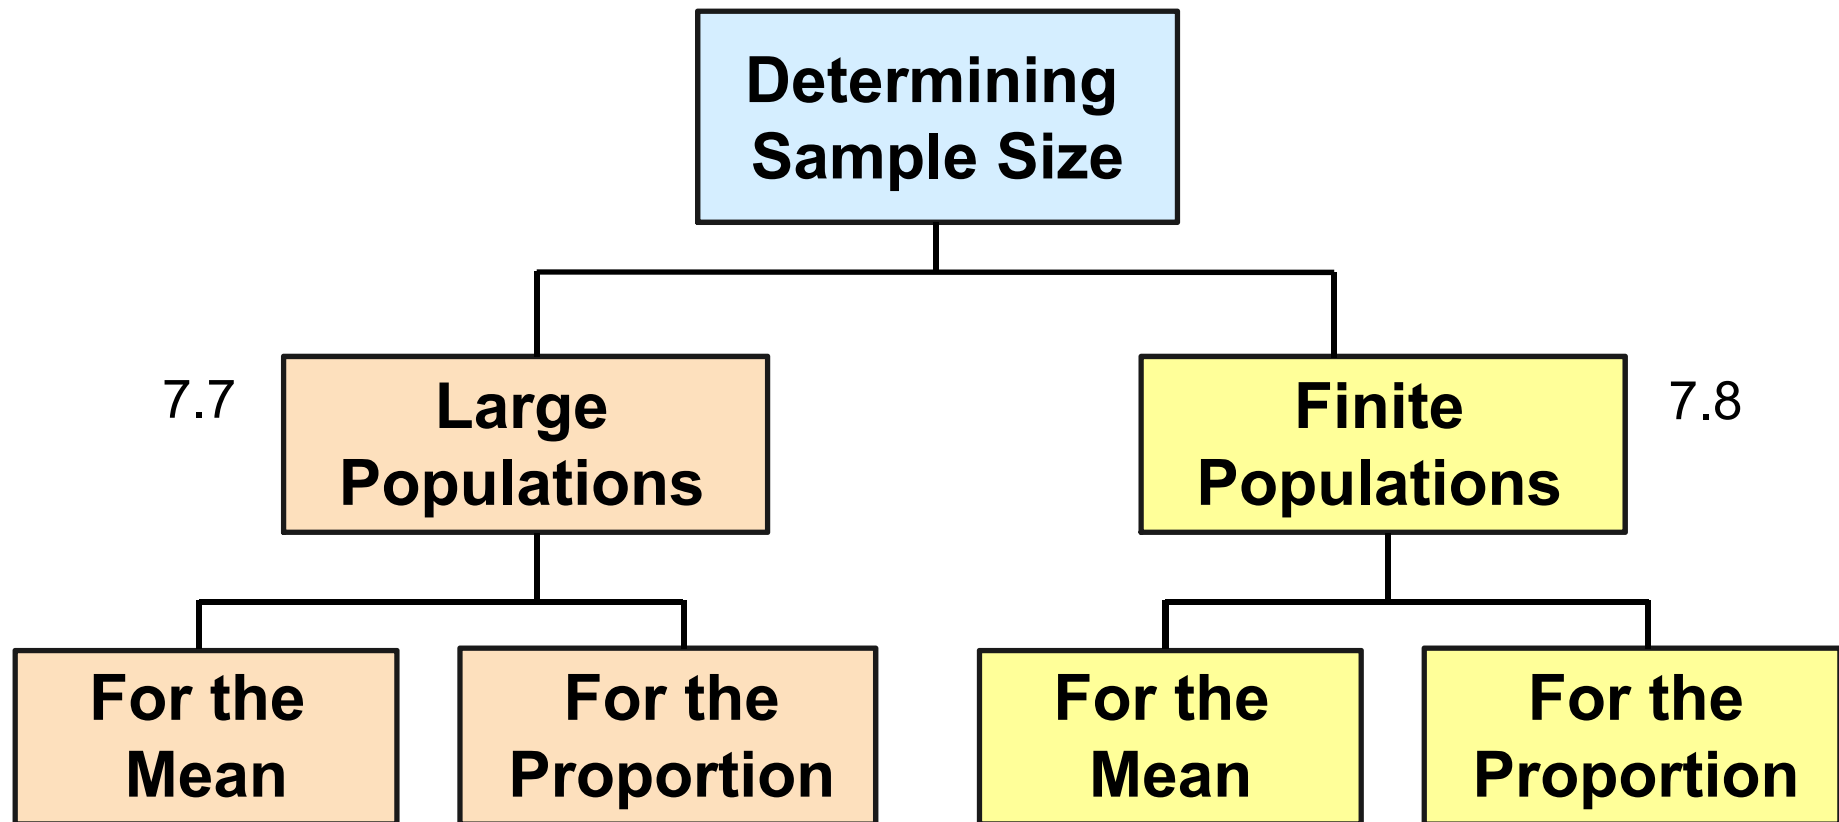 Determining
Sample Size
7.7
Large
Populations
Finite
Populations
7.8
For the
Mean
For the
Proportion
For the
Mean
For the
Proportion